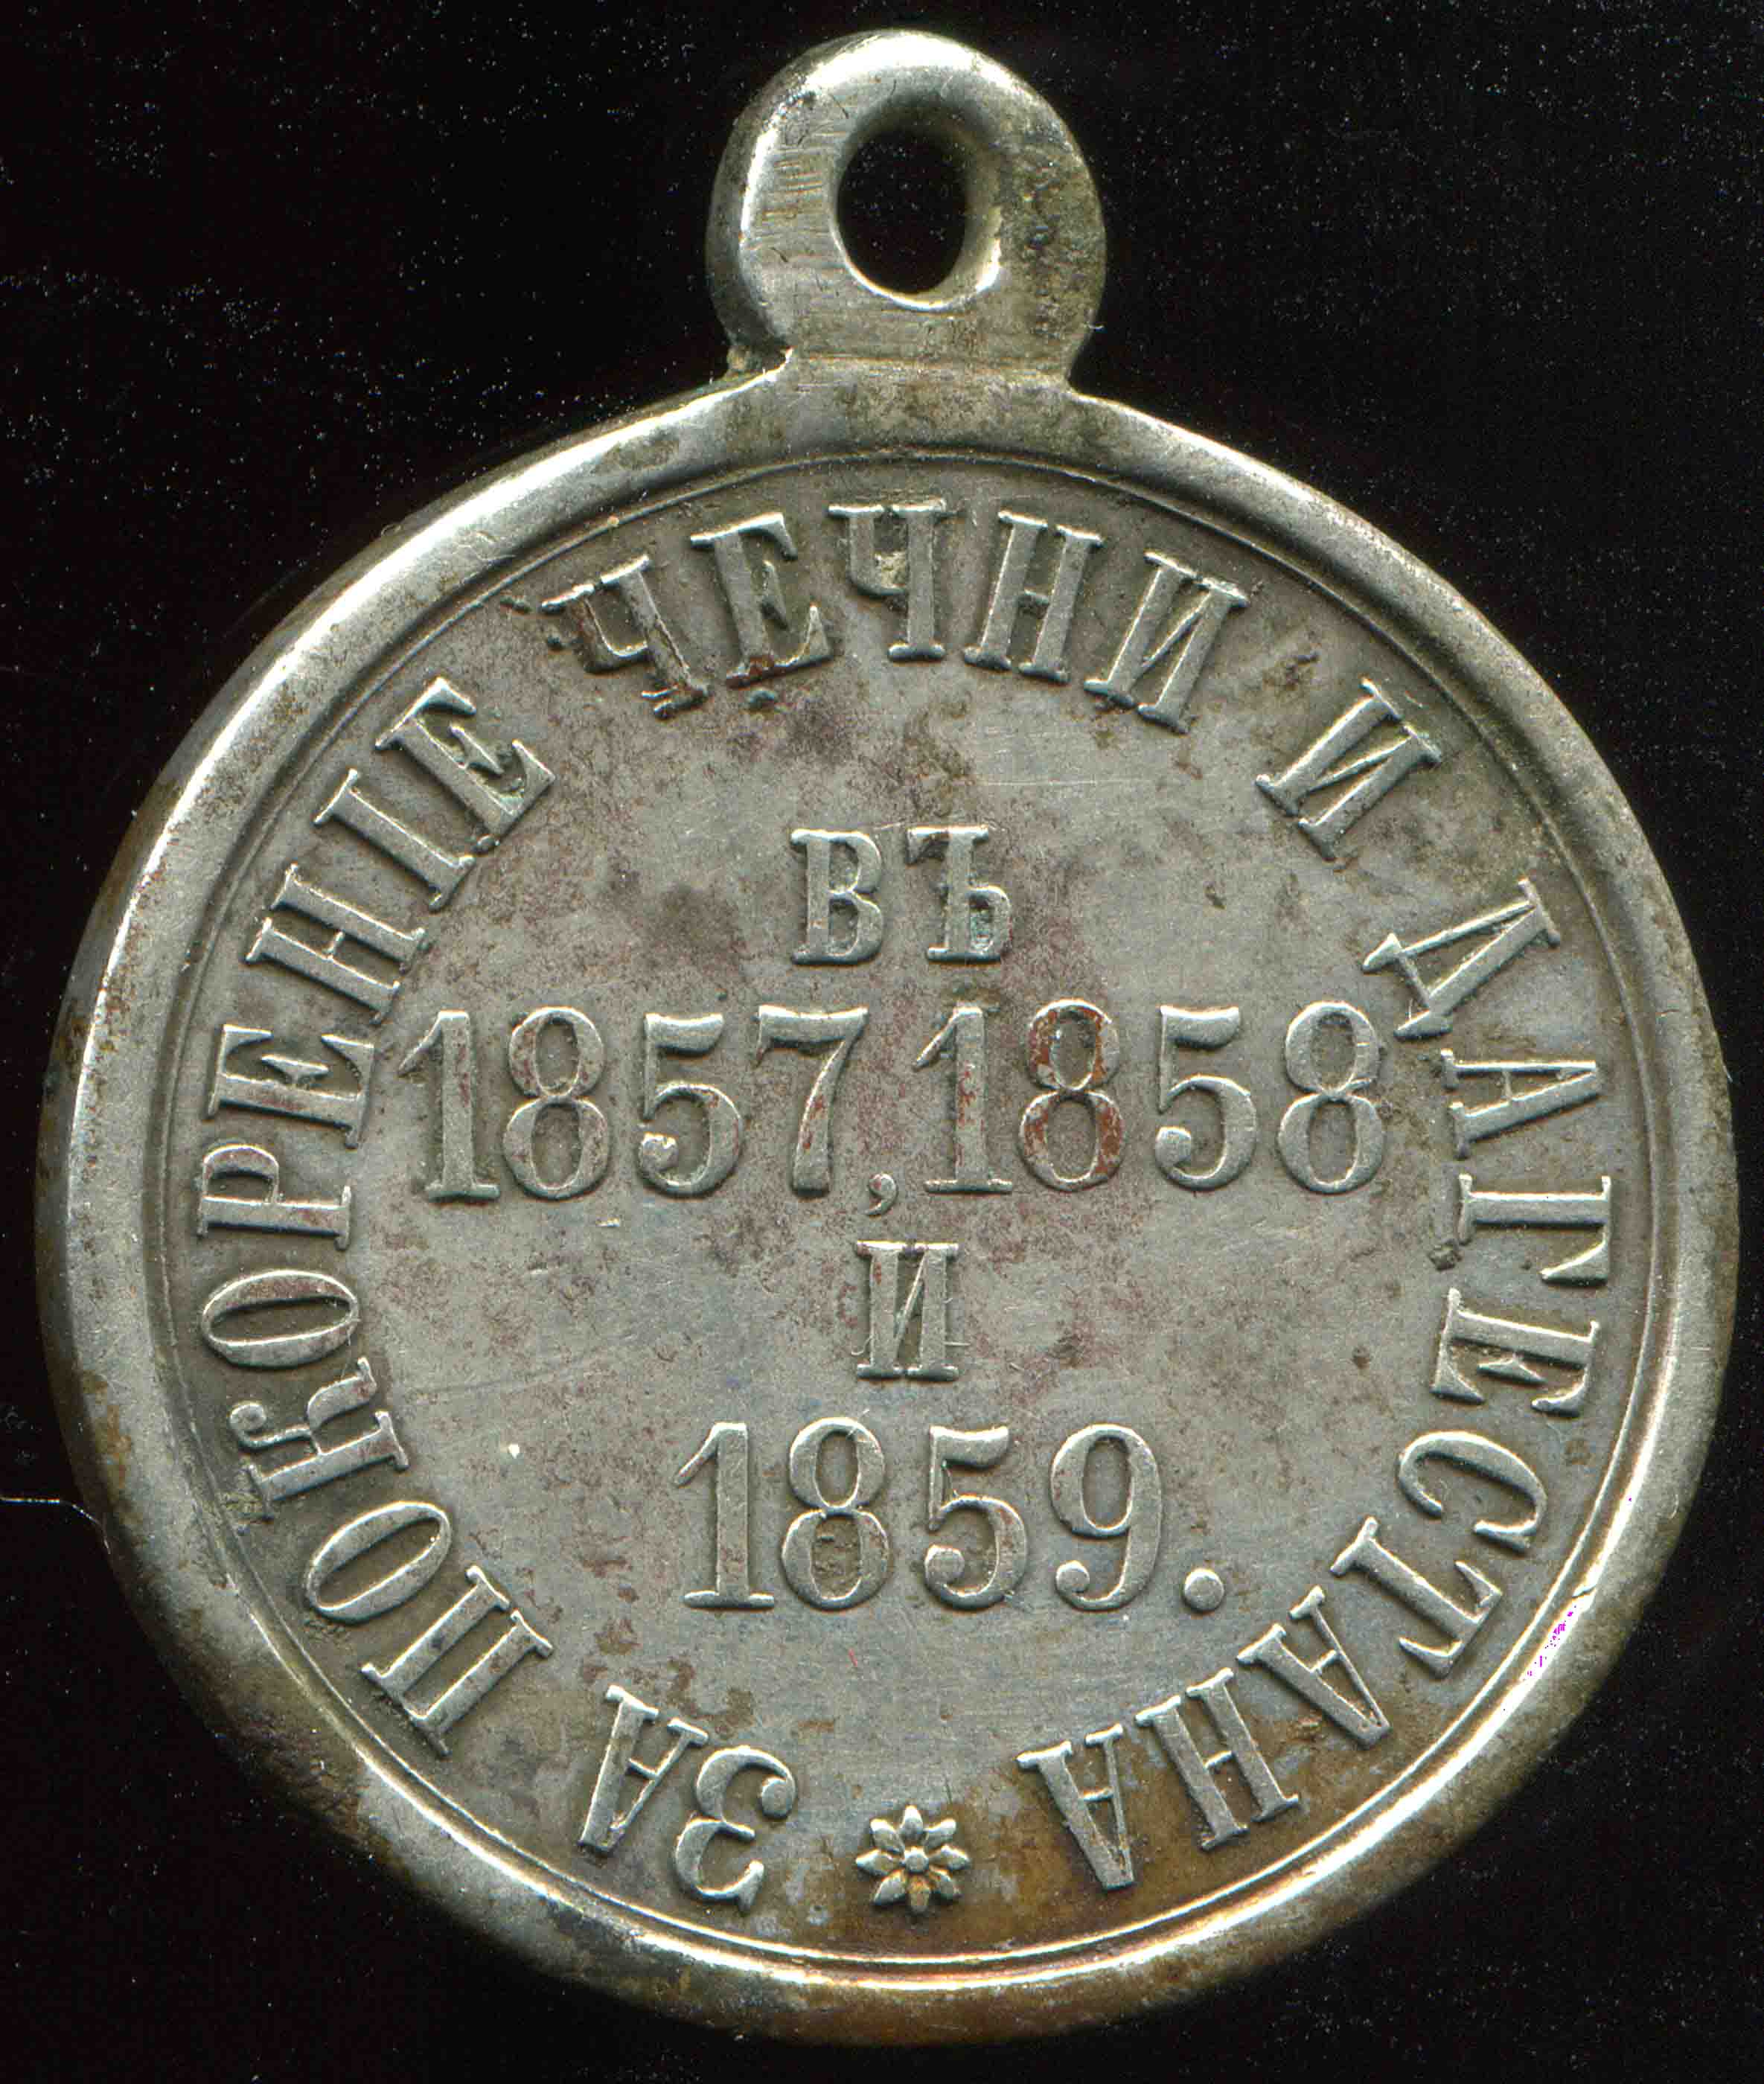 ЗА ПОКОРЕНІЕ ЧЕЧНИ И ДАГЕСТАНА
ВЪ
1857, 1858
И
1859.